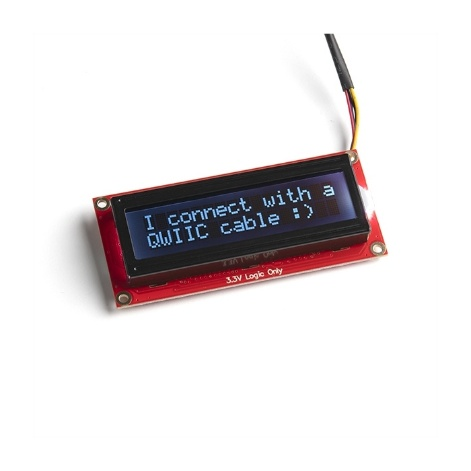 I connect with a
QWIIC cable :)
3.3V Logic Only